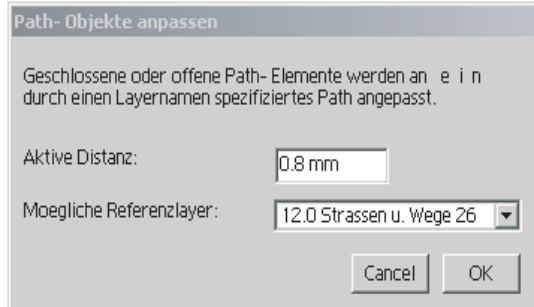 Path- Objekte anpassen
Geschlossene oder offene Path- Elemente werden an e i n
durch einen Layernamen spezifiziertes Path angepasst.
Aktive Distanz:
0.8 mm
Moegliche Referenzlayer:
12.0 Strassen u. Wege 26
Cancel
OK